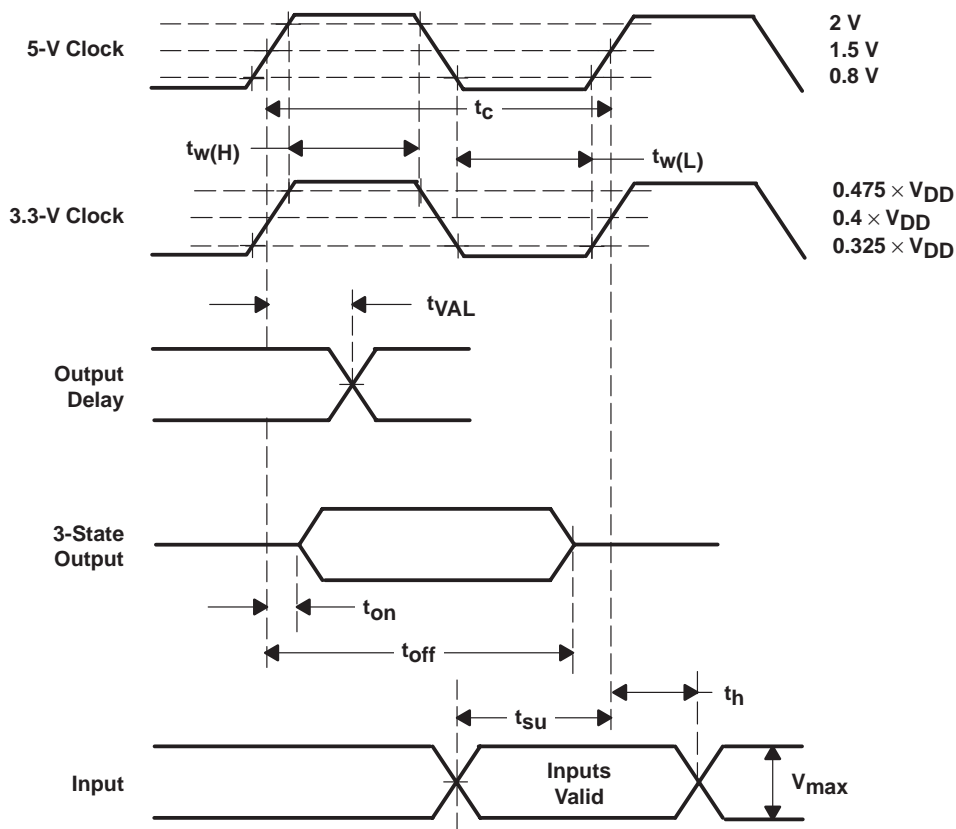 5-V Clock
2 V
1.5 V
0.8 V
tc
tw(H)
tw(L)
3.3-V Clock
0.475 × VDD
0.4 × VDD
0.325 × VDD
tVAL
Output
Delay
3-State
Output
ton
toff
th
tsu
Input
Inputs
Valid
Vmax